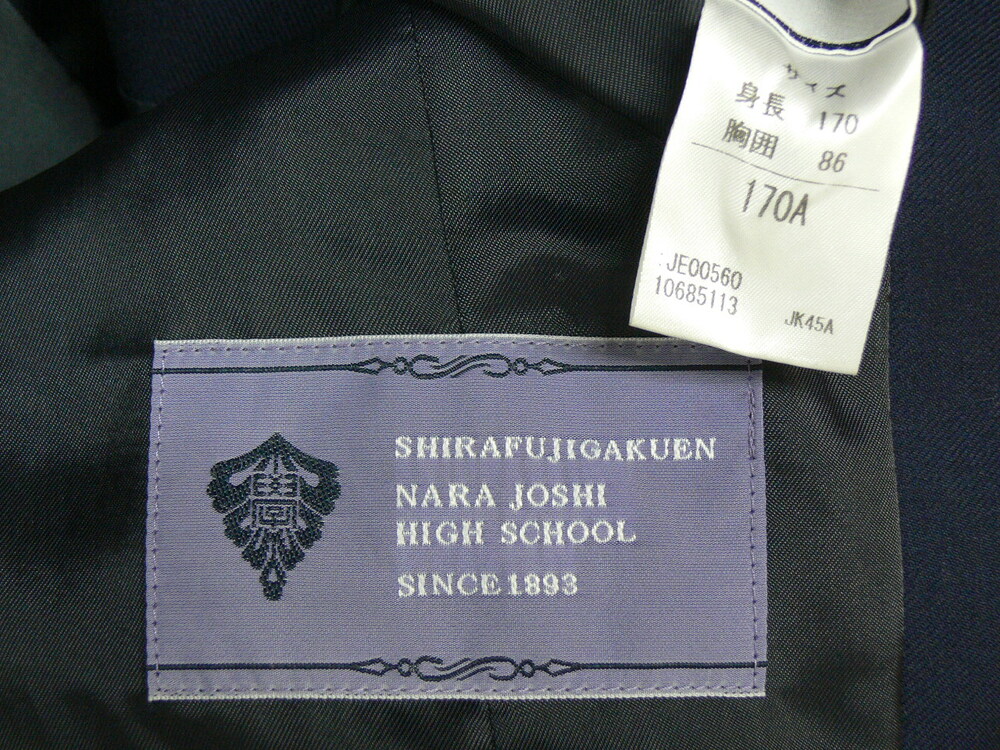 サイズ
身長 170
胸囲 86
170A
JE00560
10685113
JK45A
SHIRAFUJIGAKUEN
NARA JOSHI
HIGH SCHOOL
SINCE 1893